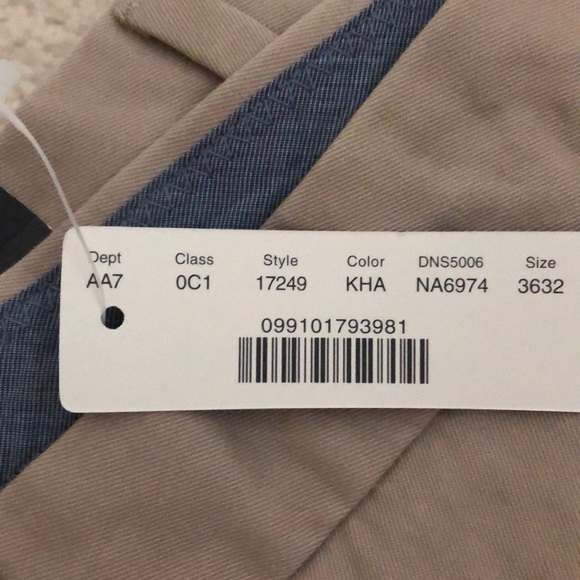 Dept Class Style Color DNS5006 Size
AA7 0C1 17249 KHA NA6974 3632
099101793981